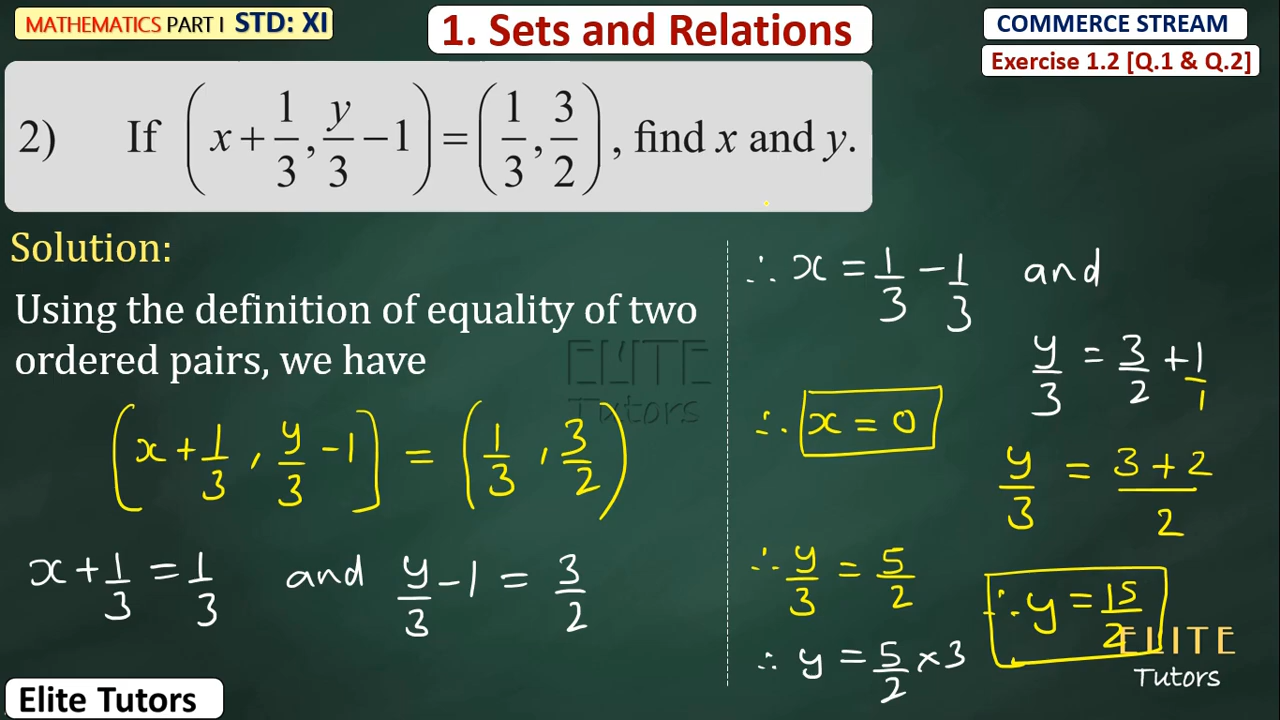 MATHEMATICS PART I STD: XI
1. Sets and Relations
COMMERCE STREAM
Exercise 1.2 [Q.1 & Q.2]
2) If (x + 1/3, y/3 − 1) = (1/3, 3/2), find x and y.
Solution:
Using the definition of equality of two
ordered pairs, we have
(x + 1/3, y/3 − 1] = (1/3, 3/2)
x + 1/3 = 1/3 and y/3 − 1 = 3/2
∴ x = 1/3 − 1/3 and
y/3 = 3/2 + 1/1
∴ x = 0
y/3 = 3 + 2/2
∴ y/3 = 5/2
∴ y = 5/2 × 3
∴ y = 15/2
ELITE
Tutors
ELITE
Tutors
Elite Tutors